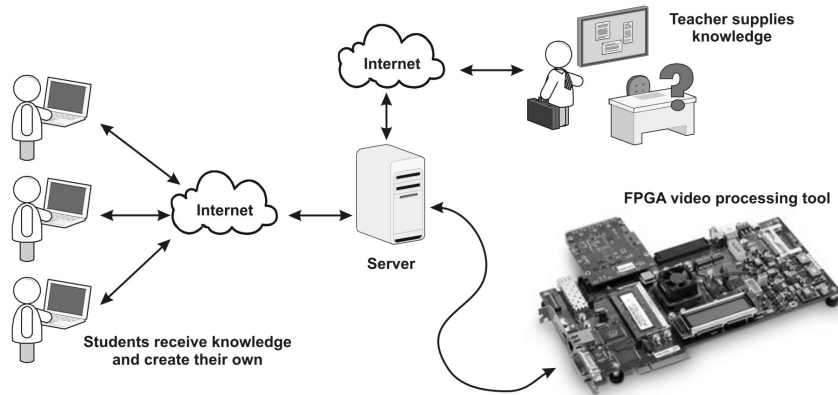 Teacher supplies
knowledge
Internet
FPGA video processing tool
Internet
Server
Students receive knowledge
and create their own
?